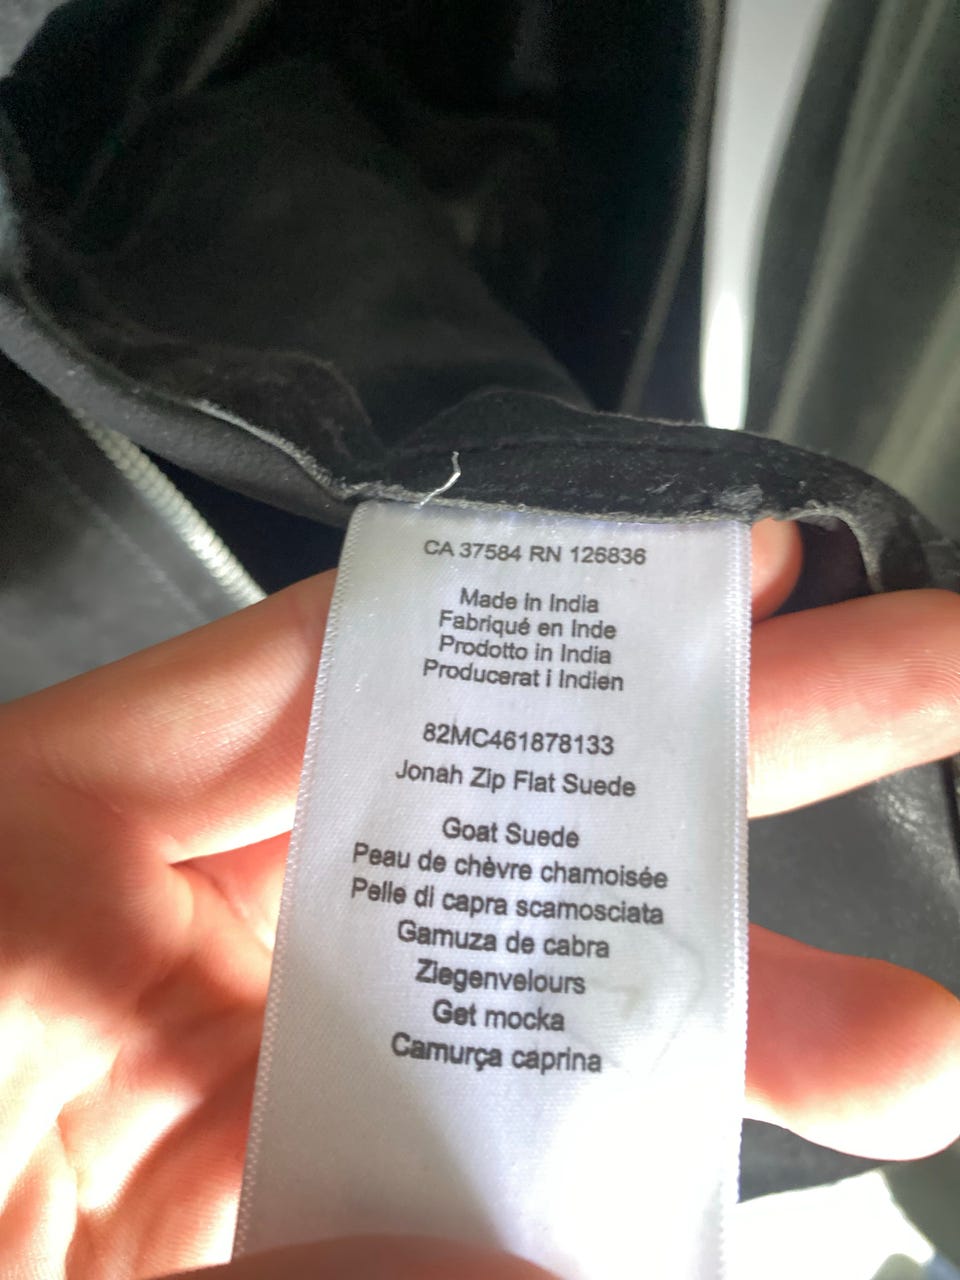 CA 37584 RN 126836
Made in India
Fabriqué en Inde
Prodotto in India
Producerat i Indien
82MC461878133
Jonah Zip Flat Suede
Goat Suede
Peau de chèvre chamoisée
Pelle di capra scamosciata
Gamuza de cabra
Ziegenvelours
Get mocka
Camurça caprina